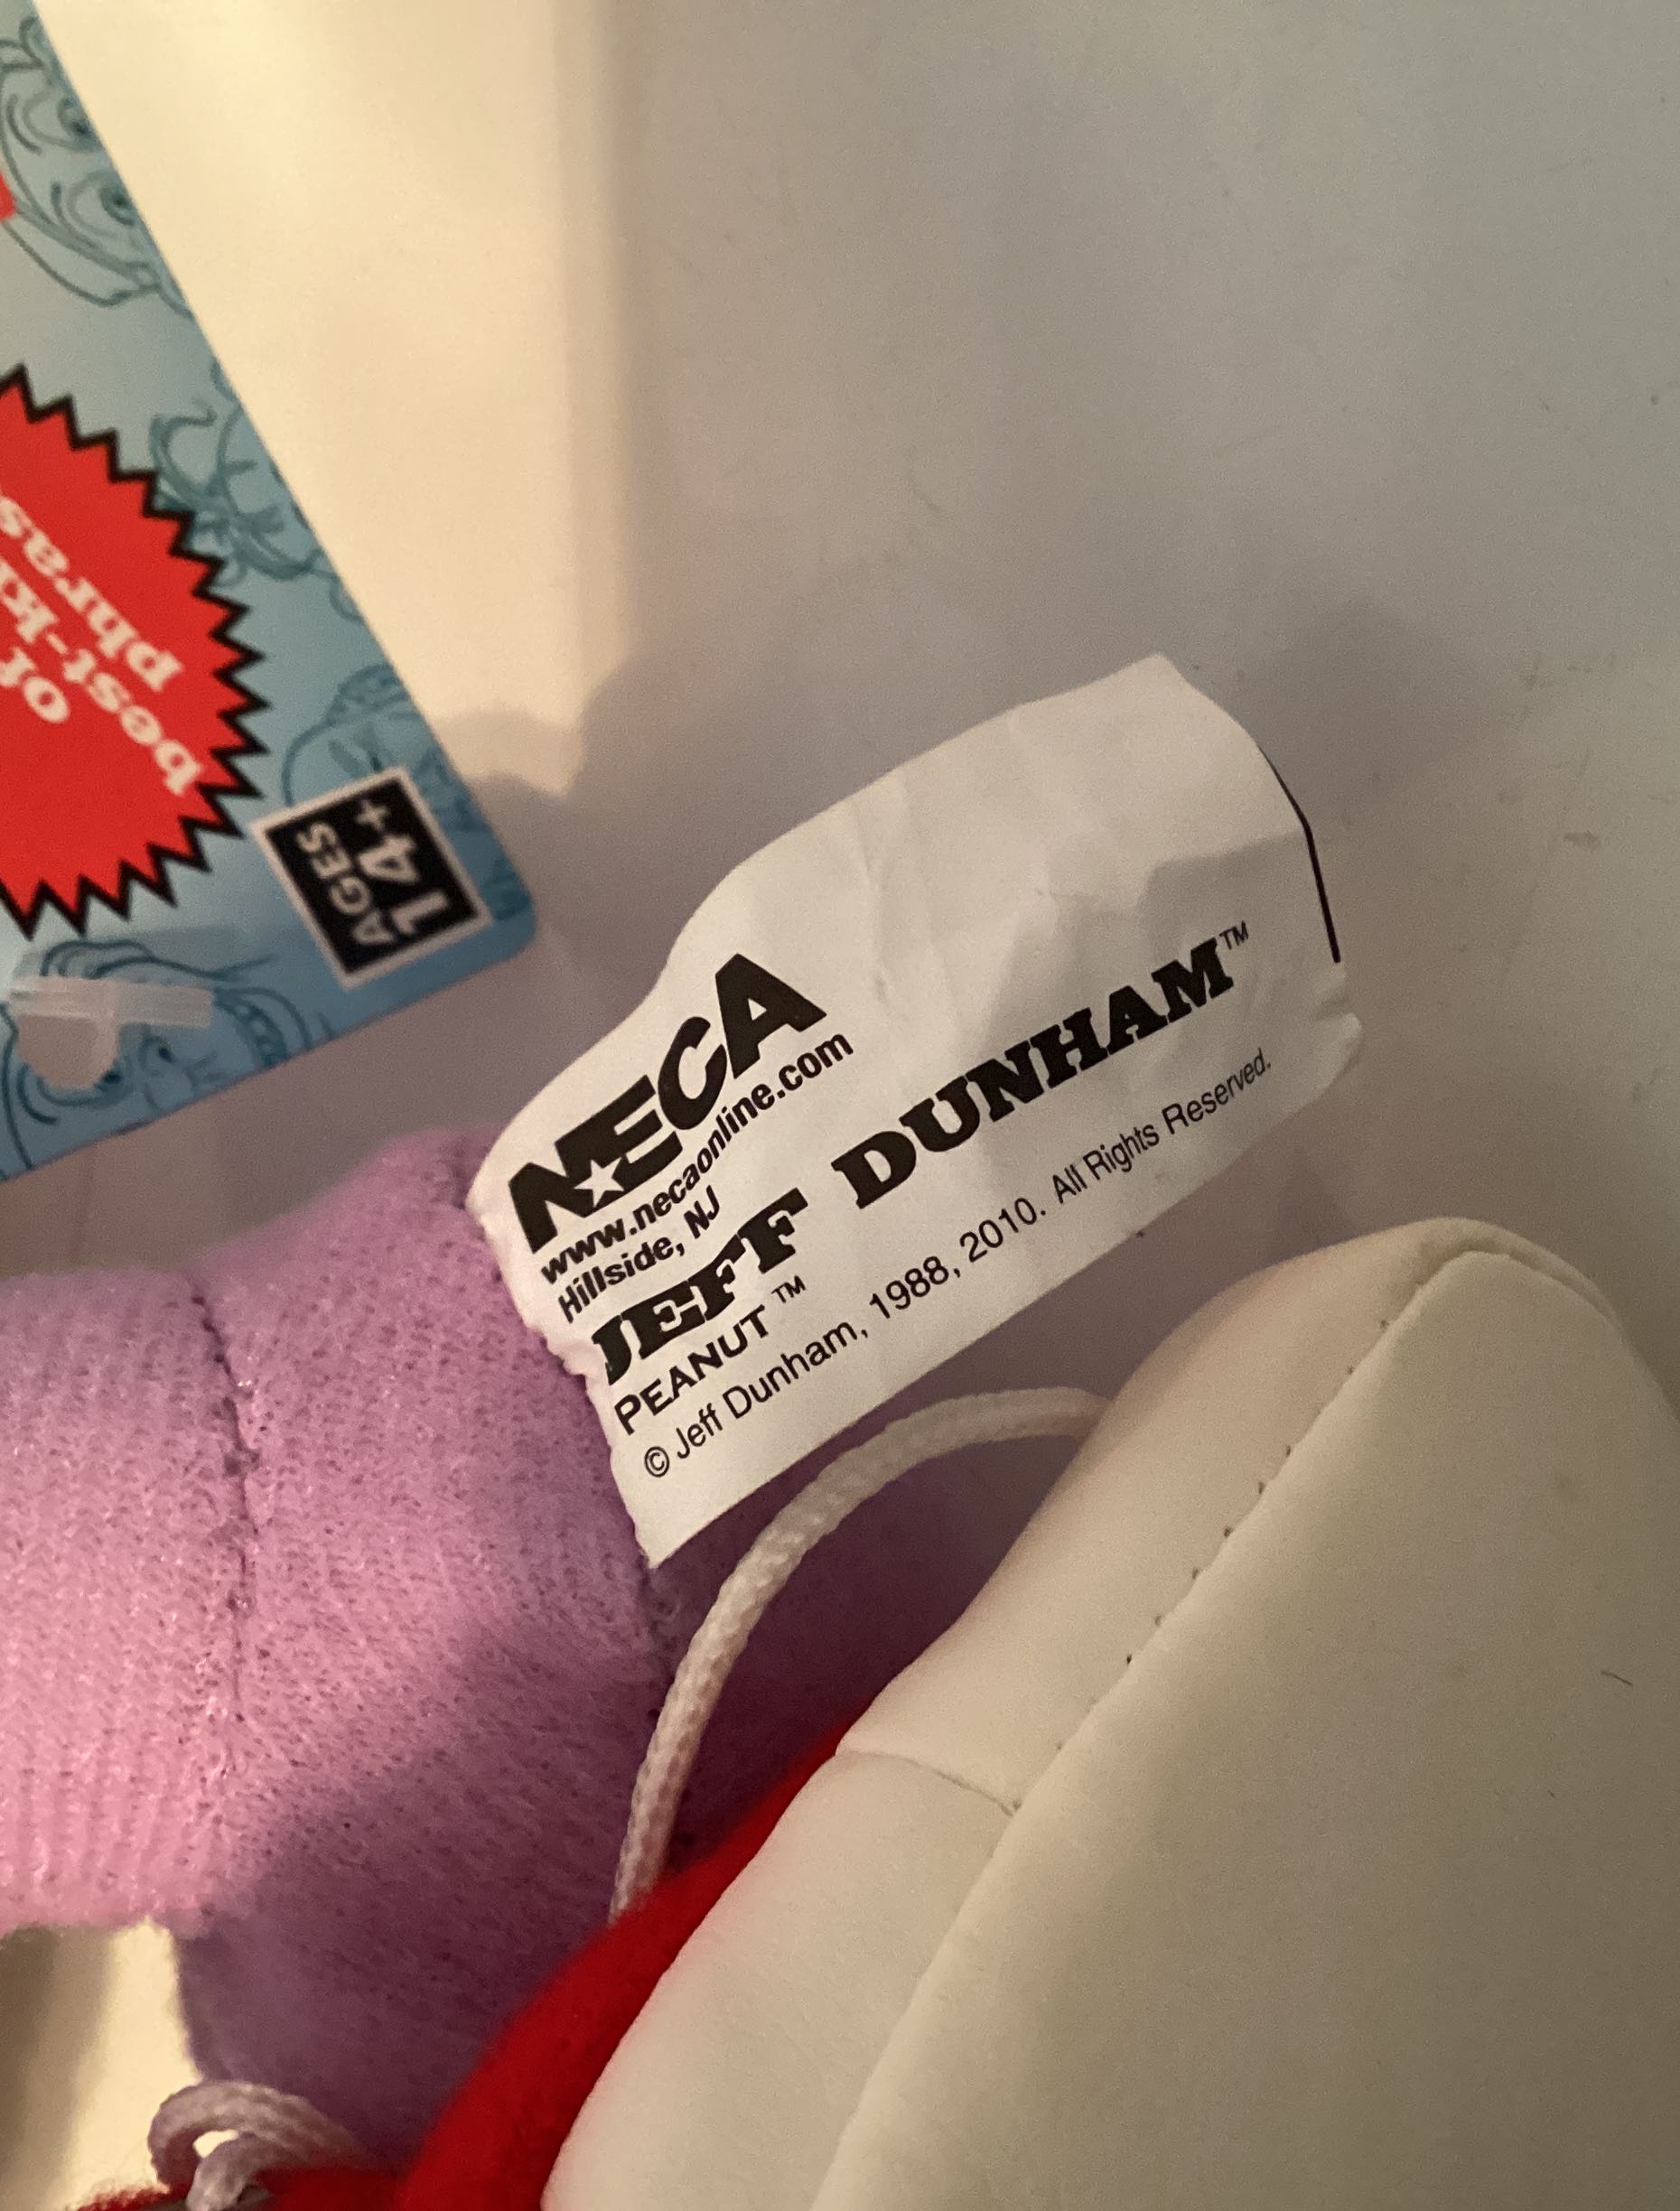 of
best-
phras
AGES
14+
NECA
www.necaonline.com
Hillside, NJ
JEFF DUNHAM™
PEANUT™
© Jeff Dunham, 1988, 2010. All Rights Reserved.